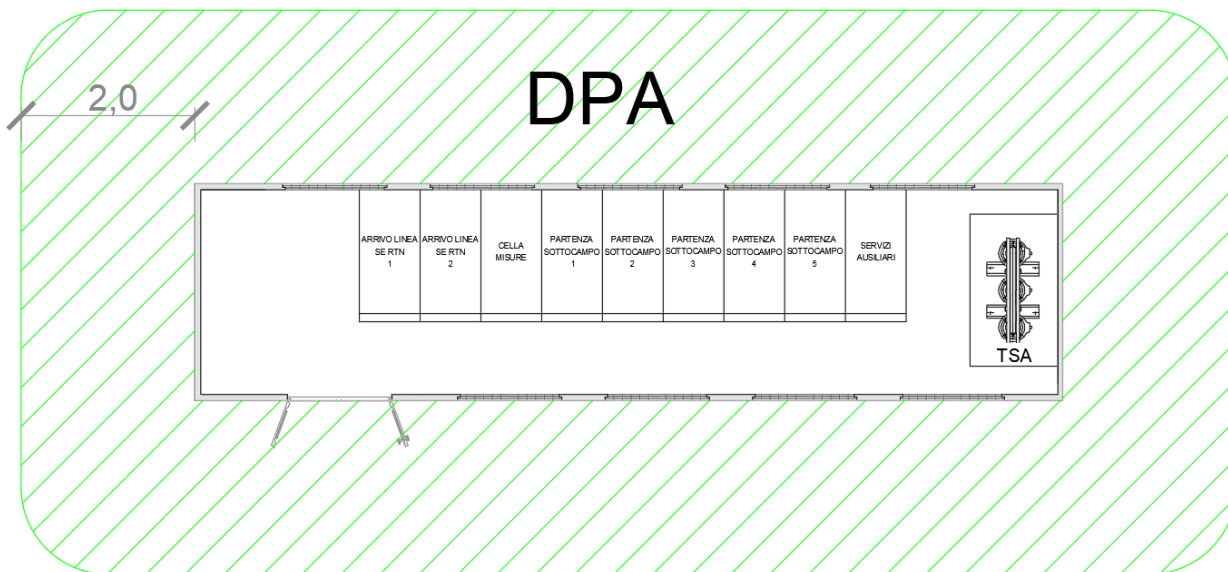 DPA
2,0
ARRIVO LINEA
SE RTN
1
ARRIVO LINEA
SE RTN
2
CELLA
MISURE
PARTENZA
SOTTOCAMPO
1
PARTENZA
SOTTOCAMPO
2
PARTENZA
SOTTOCAMPO
3
PARTENZA
SOTTOCAMPO
4
PARTENZA
SOTTOCAMPO
5
SERVIZI
AUSILIARI
TSA